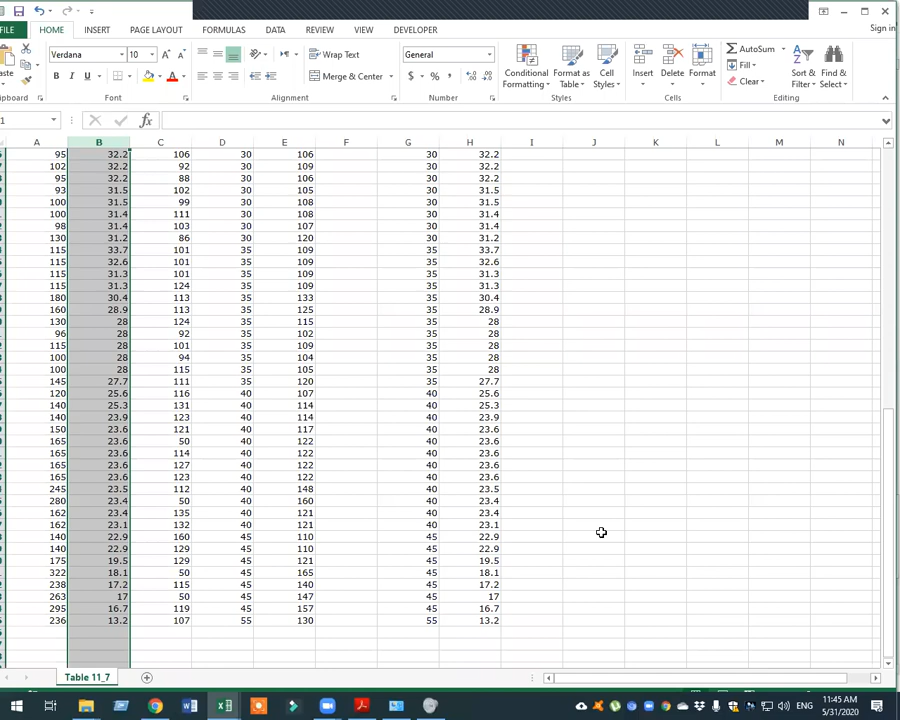 Sign in
FILE HOME INSERT PAGE LAYOUT FORMULAS DATA REVIEW VIEW DEVELOPER
Verdana 10 Wrap Text General AutoSum
Fill
B I U Merge & Center $ % , Conditional Formatting Format as Table Cell Styles Insert Delete Format Clear Sort & Filter Find & Select
Font Alignment Number Styles Cells Editing
fx
A B C D E F G H I J K L M N
95 32.2 106 30 106 30 32.2
102 32.2 92 30 109 30 32.2
95 32.2 88 30 106 30 32.2
93 31.5 102 30 105 30 31.5
100 31.5 99 30 108 30 31.5
100 31.4 111 30 108 30 31.4
98 31.4 103 30 107 30 31.4
130 31.2 86 30 120 30 31.2
115 33.7 101 35 109 35 33.7
115 32.6 101 35 109 35 32.6
115 31.3 101 35 109 35 31.3
115 31.3 124 35 109 35 31.3
180 30.4 113 35 133 35 30.4
160 28.9 113 35 125 35 28.9
130 28 124 35 115 35 28
96 28 92 35 102 35 28
115 28 101 35 109 35 28
100 28 94 35 104 35 28
100 28 115 35 105 35 28
145 27.7 111 35 120 35 27.7
120 25.6 116 40 107 40 25.6
140 25.3 131 40 114 40 25.3
140 23.9 123 40 114 40 23.9
150 23.6 121 40 117 40 23.6
165 23.6 50 40 122 40 23.6
165 23.6 114 40 122 40 23.6
165 23.6 127 40 122 40 23.6
165 23.6 123 40 122 40 23.6
245 23.5 112 40 148 40 23.5
280 23.4 50 40 160 40 23.4
162 23.4 135 40 121 40 23.4
162 23.1 132 40 121 40 23.1
140 22.9 160 45 110 45 22.9
140 22.9 129 45 110 45 22.9
175 19.5 129 45 121 45 19.5
322 18.1 50 45 165 45 18.1
238 17.2 115 45 140 45 17.2
263 17 50 45 147 45 17
295 16.7 119 45 157 45 16.7
236 13.2 107 55 130 55 13.2
Table 11_7
ENG 11:45 AM
5/31/2020